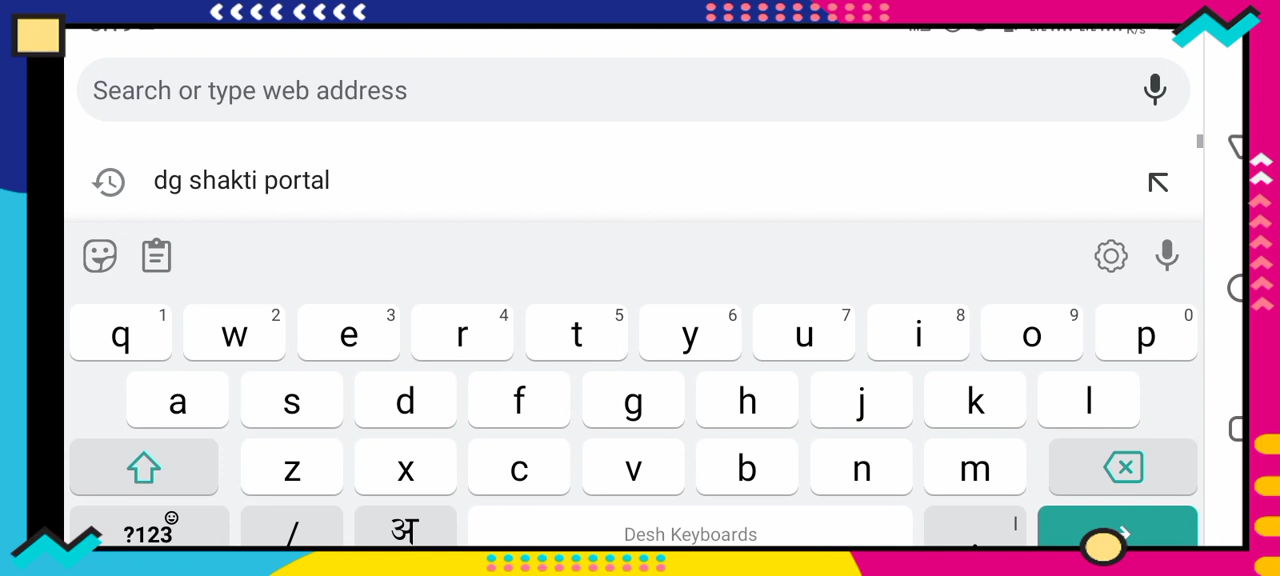 Search or type web address
dg shakti portal
q 1 w 2 e 3 r 4 t 5 y 6 u 7 i 8 o 9 p 0
a s d f g h j k l
z x c v b n m
?123 / अ Desh Keyboards . |